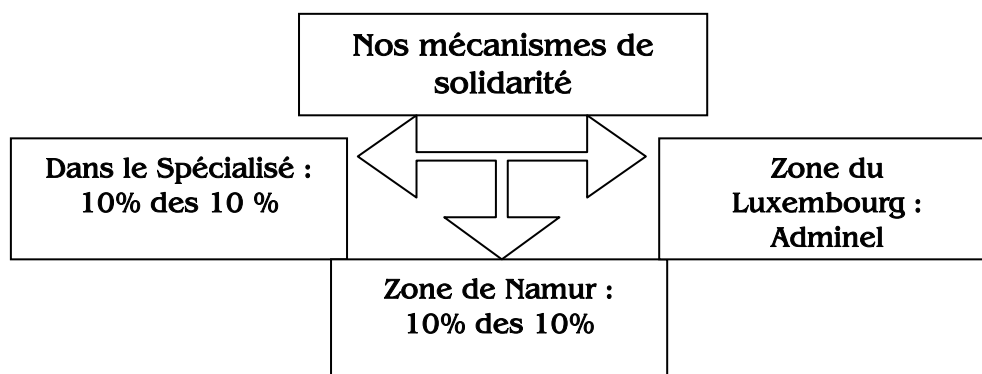 Nos mécanismes de
solidarité
Dans le Spécialisé :
10% des 10 %
Zone du
Luxembourg :
Adminel
Zone de Namur :
10% des 10%